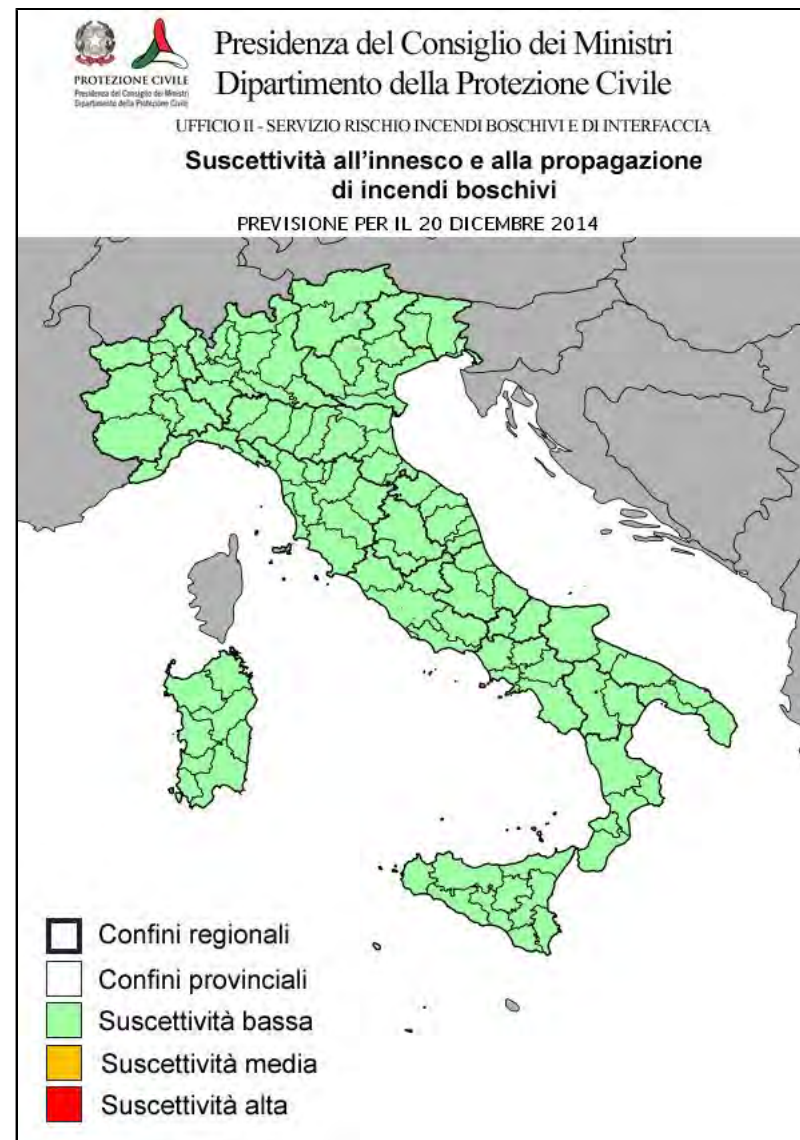 PROTEZIONE CIVILE
Presidenza del Consiglio dei Ministri
Dipartimento della Protezione Civile
Presidenza del Consiglio dei Ministri
Dipartimento della Protezione Civile
UFFICIO II - SERVIZIO RISCHIO INCENDI BOSCHIVI E DI INTERFACCIA
Suscettività all'innesco e alla propagazione
di incendi boschivi
PREVISIONE PER IL 20 DICEMBRE 2014
Confini regionali
Confini provinciali
Suscettività bassa
Suscettività media
Suscettività alta